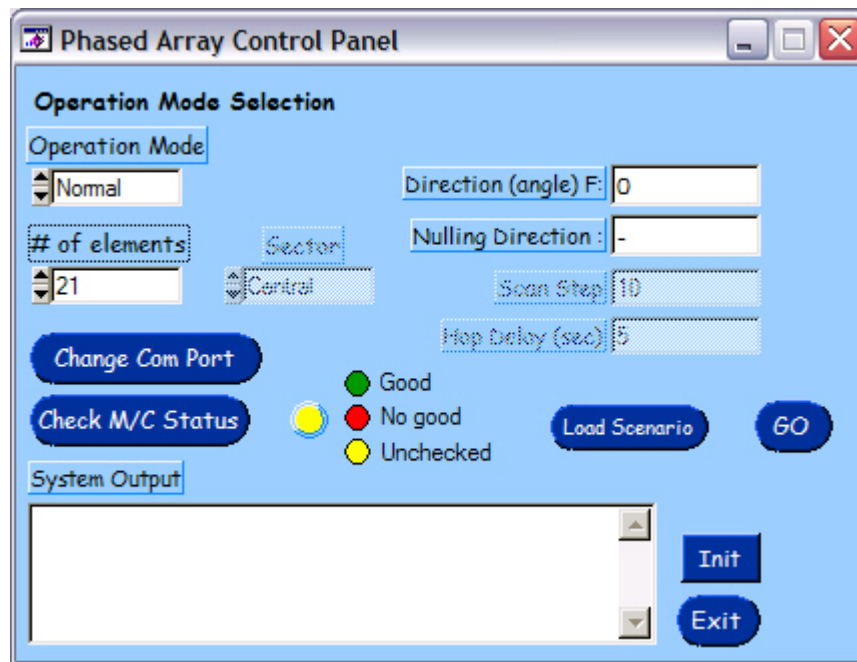 Phased Array Control Panel
Operation Mode Selection
Operation Mode
Normal
Direction (angle) F: 0
Nulling Direction : -
# of elements
21
Sector
Central
Scan Step 10
Hop Delay (sec) 5
Change Com Port
Check M/C Status
Good
No good
Unchecked
Load Scenario
GO
System Output
Init
Exit